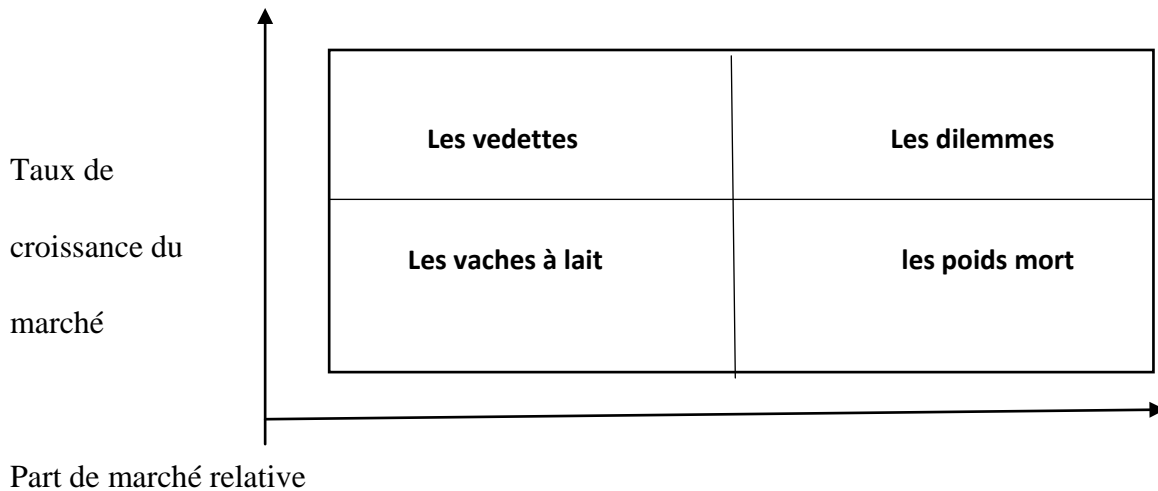 Les vedettes
Les dilemmes
Taux de
croissance du
marché
Les vaches à lait
les poids mort
Part de marché relative